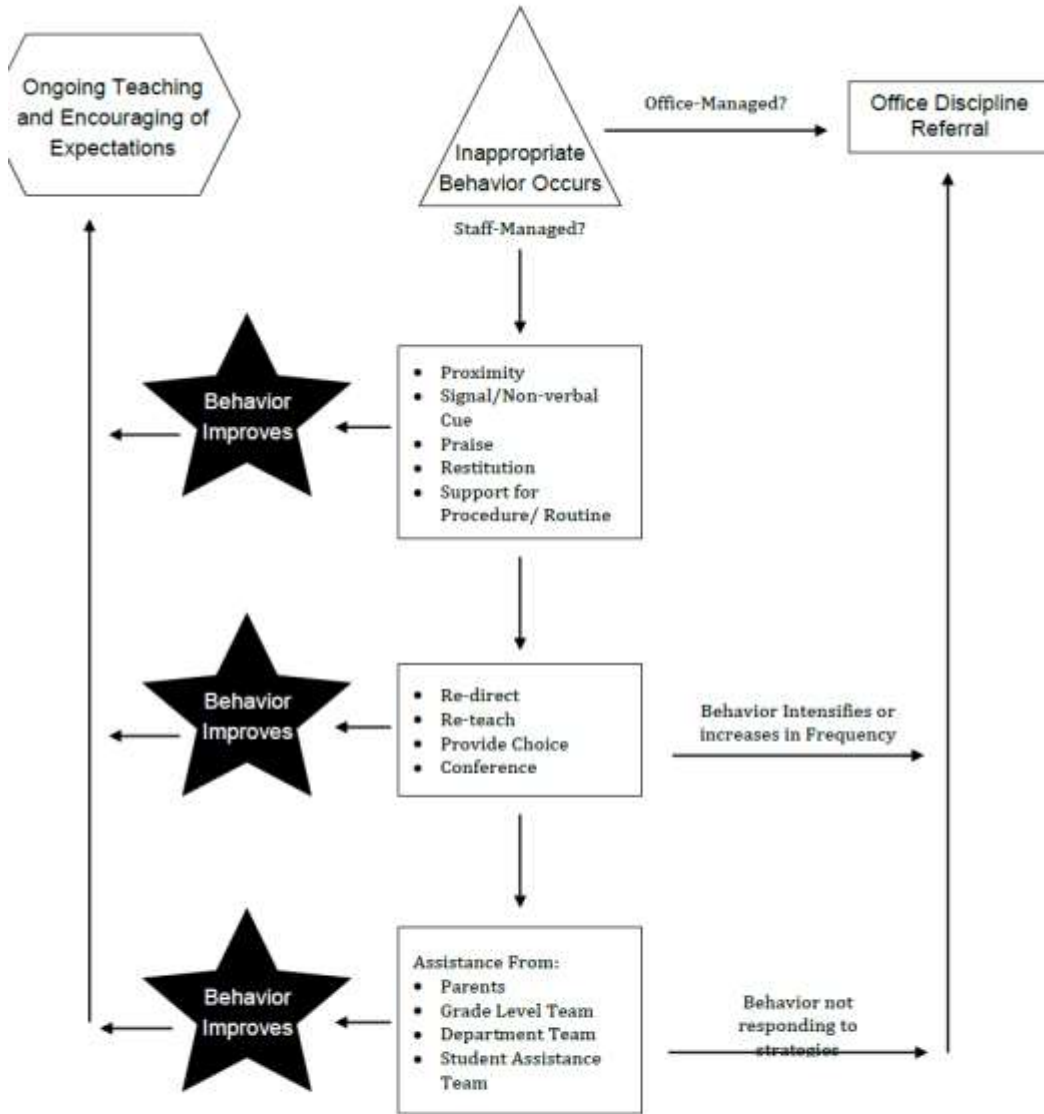 Ongoing Teaching
and Encouraging of
Expectations
Inappropriate
Behavior Occurs
Office-Managed?
Office Discipline
Referral
Staff-Managed?
Behavior
Improves
• Proximity
• Signal/Non-verbal
Cue
• Praise
• Restitution
• Support for
Procedure/ Routine
Behavior
Improves
• Re-direct
• Re-teach
• Provide Choice
• Conference
Behavior Intensifies or
increases in Frequency
Behavior
Improves
Assistance From:
• Parents
• Grade Level Team
• Department Team
• Student Assistance
Team
Behavior not
responding to
strategies